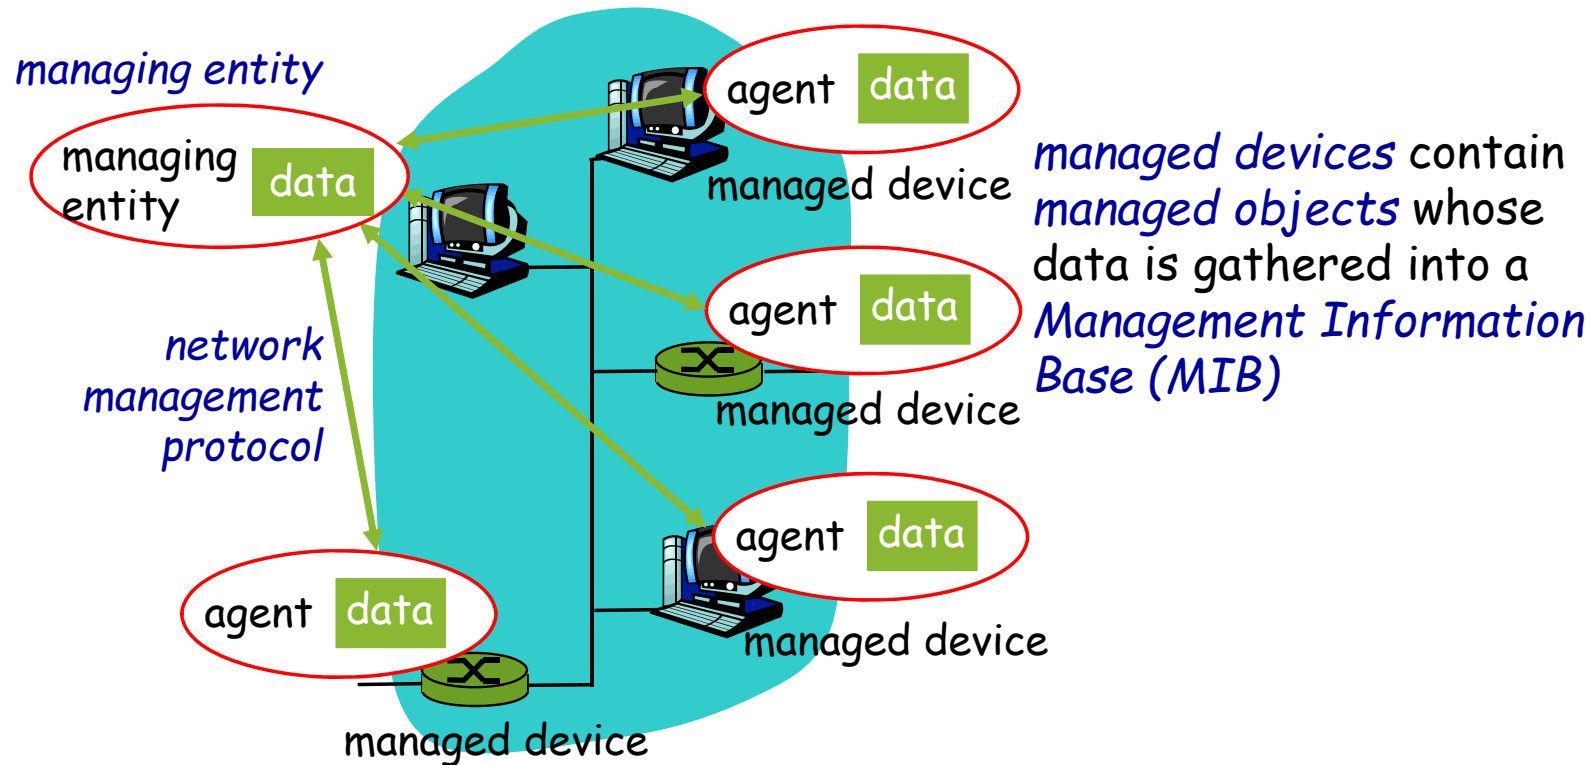 managing entity
managing
entity
data
agent data
managed device
agent data
managed device
network
management
protocol
agent data
managed device
agent data
managed device
managed devices contain
managed objects whose
data is gathered into a
Management Information
Base (MIB)